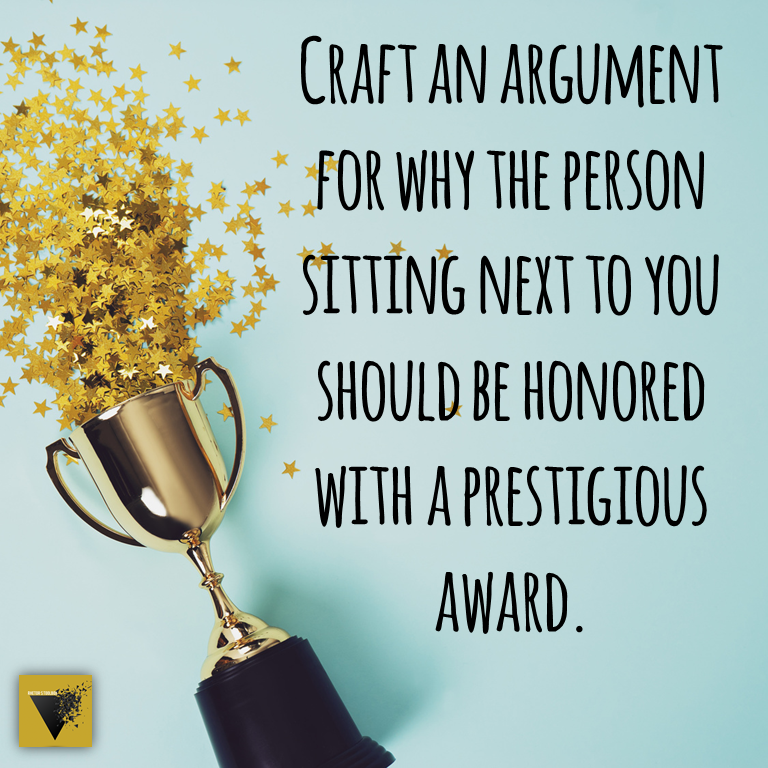 Craft an argument
for why the person
sitting next to you
should be honored
with a prestigious
award.